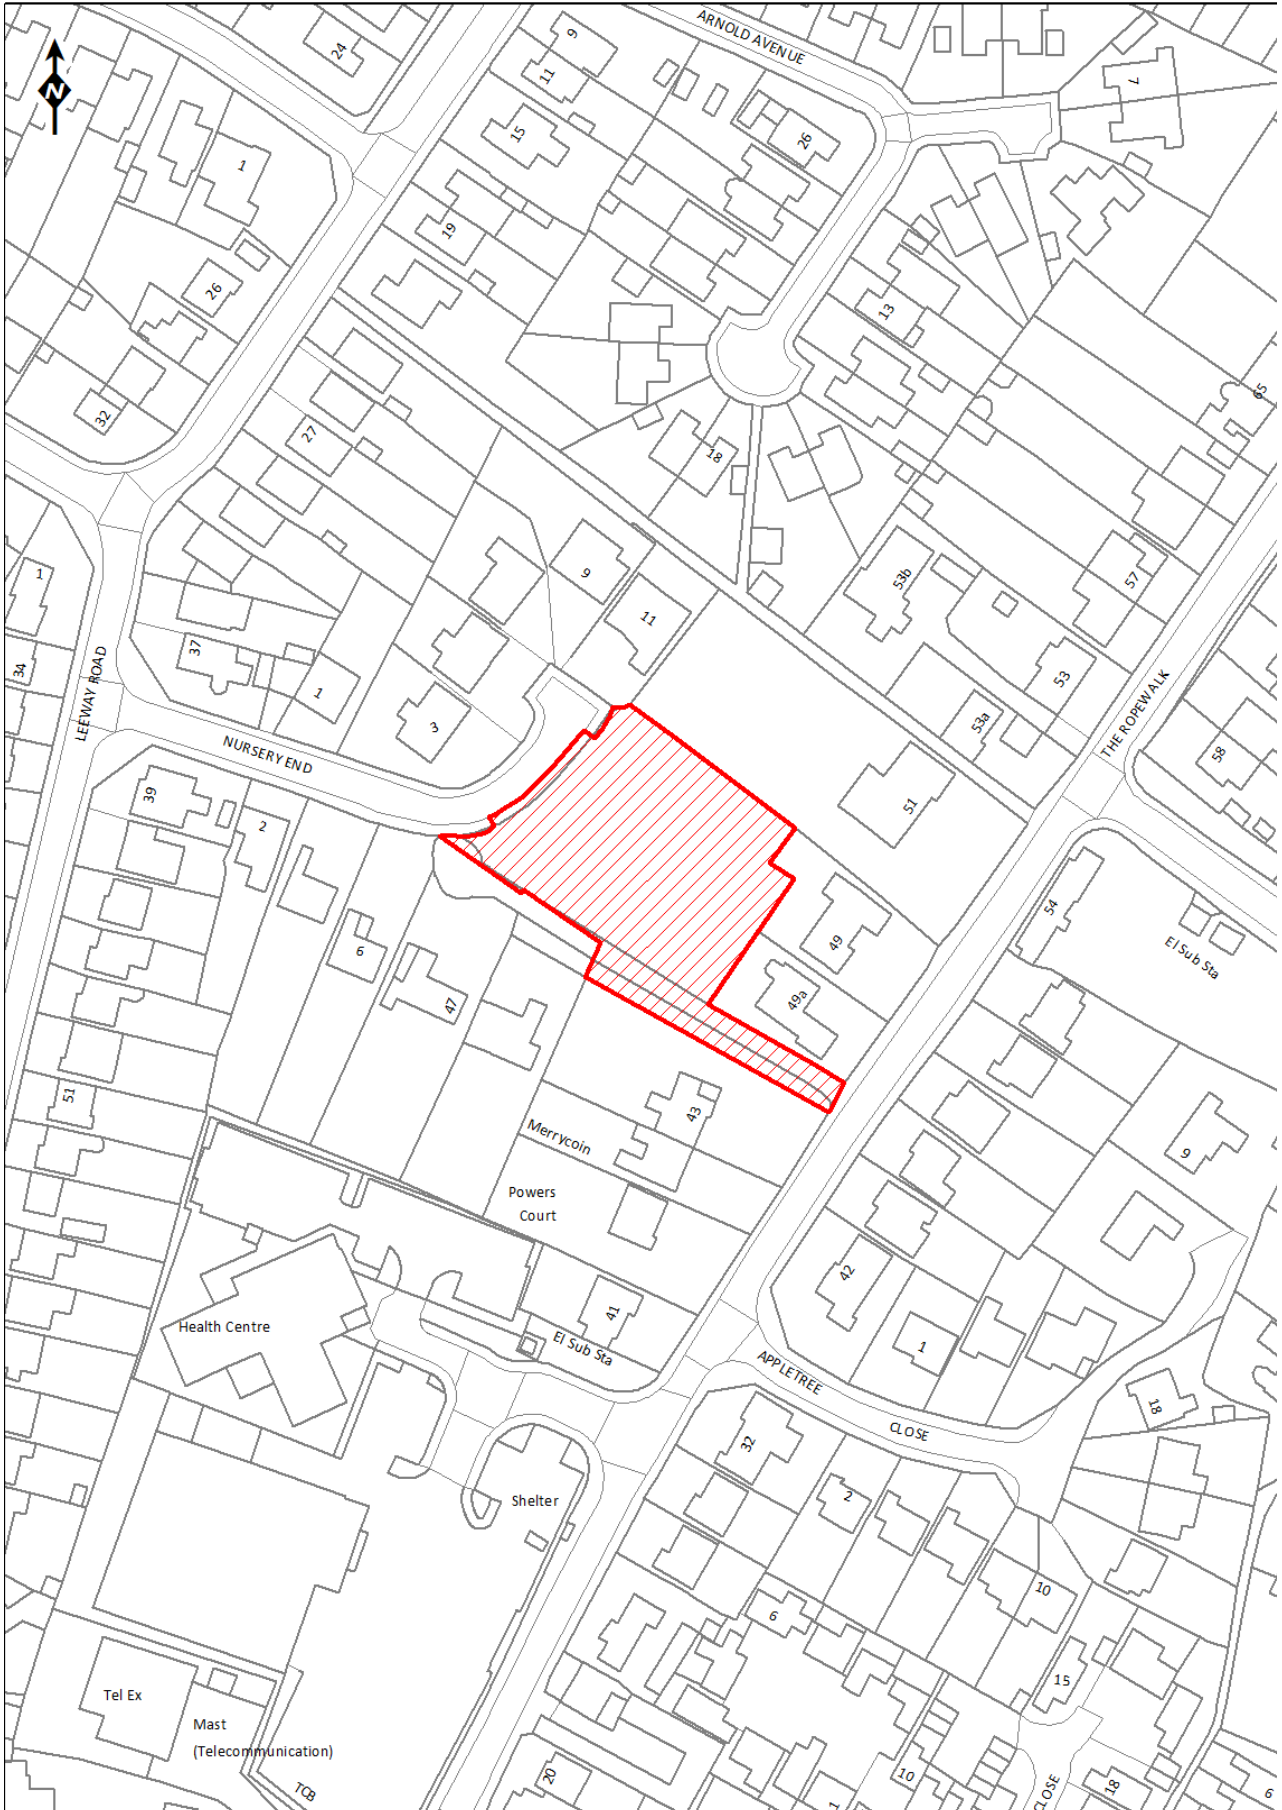 ARNOLD AVENUE
24
9
11
N
7
15
26
1
19
26
13
65
32
27
18
53b
57
1
9
11
37
34
LEEWAY ROAD
1
53
THE ROPEWALK
3
53a
58
NURSERY END
51
39
2
54
49
El Sub Sta
6
47
49a
51
43
Merrycoin
9
Powers
Court
42
41
Health Centre
El Sub Sta
1
APPLETREE
CLOSE
18
32
2
Shelter
10
6
15
Tel Ex
Mast
(Telecommunication)
TCB
20
10
1
CLOSE
18
6